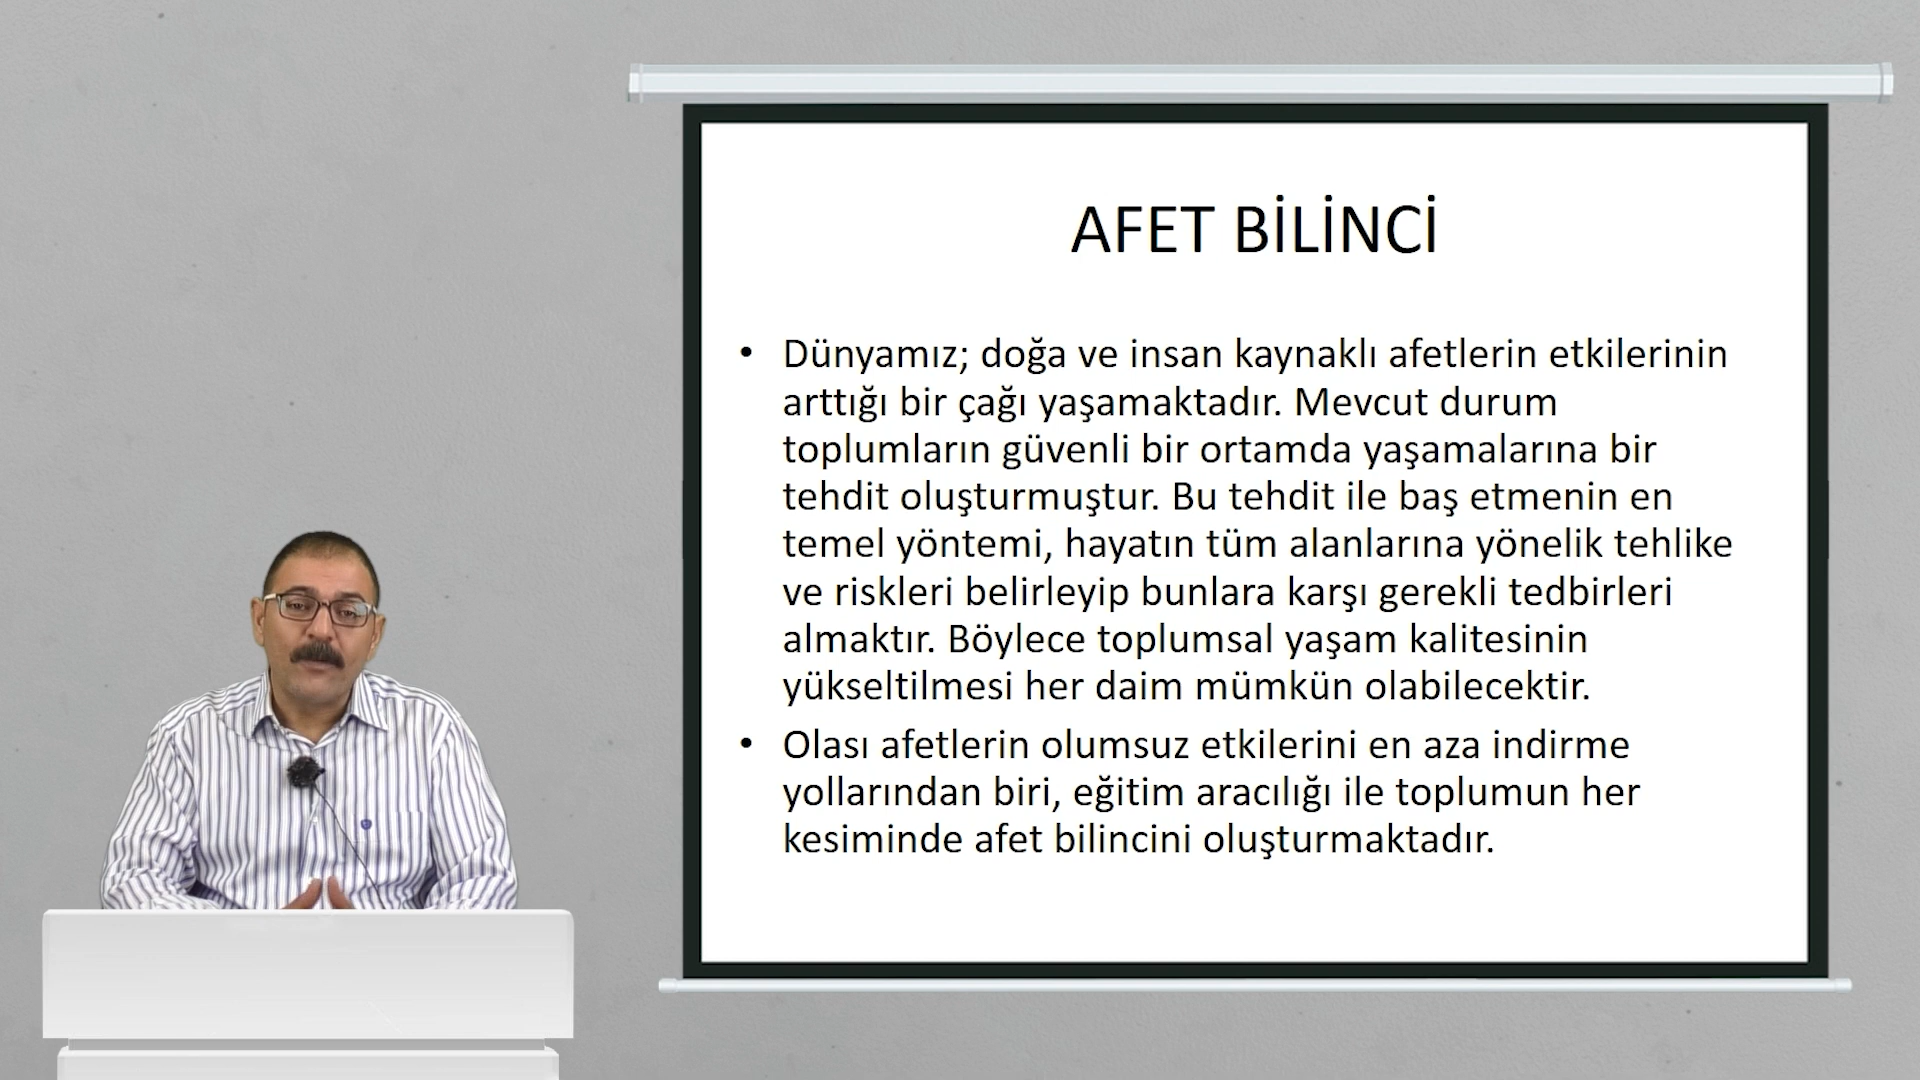 AFET BİLİNCİ
• Dünyamız; doğa ve insan kaynaklı afetlerin etkilerinin
arttığı bir çağı yaşamaktadır. Mevcut durum
toplumların güvenli bir ortamda yaşamalarına bir
tehdit oluşturmuştur. Bu tehdit ile baş etmenin en
temel yöntemi, hayatın tüm alanlarına yönelik tehlike
ve riskleri belirleyip bunlara karşı gerekli tedbirleri
almaktır. Böylece toplumsal yaşam kalitesinin
yükseltilmesi her daim mümkün olabilecektir.
• Olası afetlerin olumsuz etkilerini en aza indirme
yollarından biri, eğitim aracılığı ile toplumun her
kesiminde afet bilincini oluşturmaktadır.